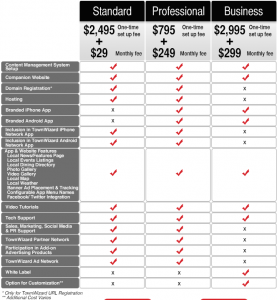 Standard Professional Business
$2,495 + $29 One-time set up fee Monthly fee
$795 + $249 One-time set up fee Monthly fee
$2,995 + $299 One-time set up fee Monthly fee
Content Management System Setup
Companion Website
Domain Registration* x
Hosting x
Branded iPhone App x
Branded Android App x
Inclusion in TownWizard iPhone Network App
Inclusion in TownWizard Android Network App x
App & Website Features
Local News/Features Page
Local Events Listings
Local Dining Directory
Photo Gallery
Video Gallery
Local Map
Local Weather
Banner Ad Placement & Tracking
Configurable App Menu Names
Facebook/ Twitter Integration
Video Tutorials
Tech Support
Sales, Marketing, Social Media & PR Support
TownWizard Partner Network
Participation in Add-on Advertising Products
TownWizard Ad Network
White Label x x
Option for Customization** x x
* Only for TownWizard URL Registration
** Additional Cost Varies